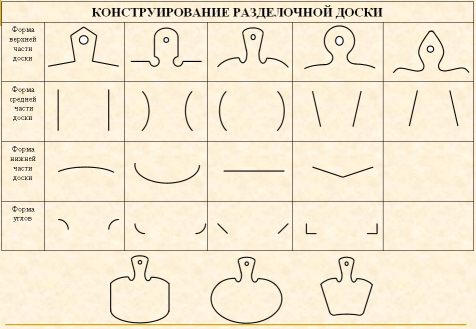 КОНСТРУИРОВАНИЕ РАЗДЕЛОЧНОЙ ДОСКИ
Форма
верхней
части
доски
Форма
средней
части
доски
Форма
нижней
части
доски
Форма
углов